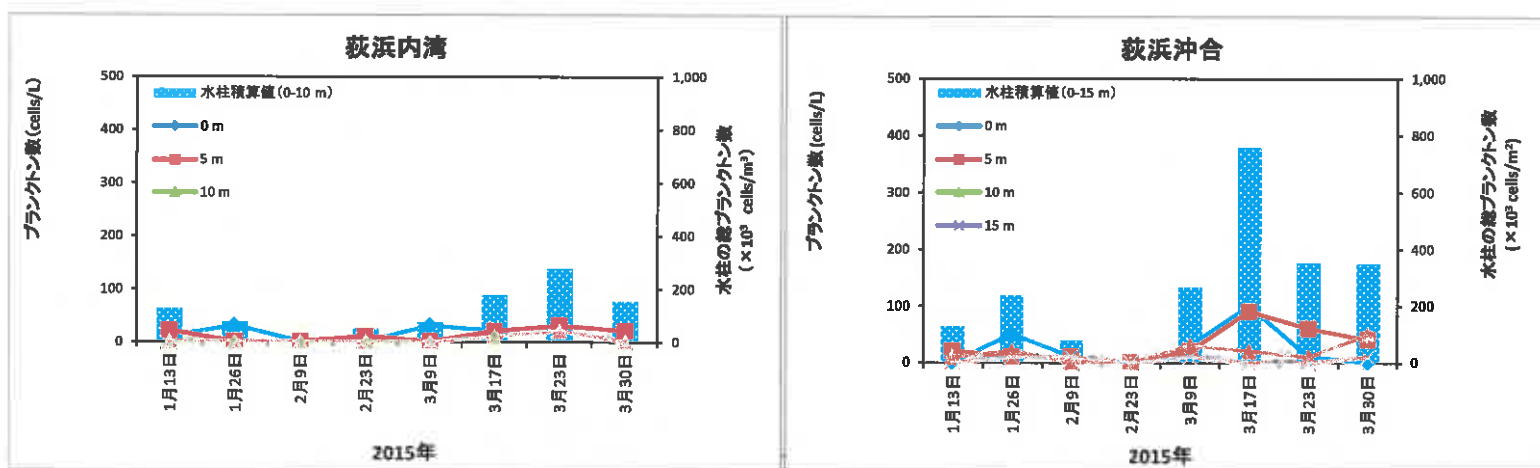 荻浜内湾
プランクトン数(cells/L)
500
400
300
200
100
0
水柱積算値(0-10 m)
0 m
5 m
10 m
1,000
800
600
400
200
0
水柱の総プランクトン数
(×10³ cells/m³)
1月13日
1月26日
2月9日
2月23日
3月9日
3月17日
3月23日
3月30日
2015年
荻浜沖合
プランクトン数(cells/L)
500
400
300
200
100
0
水柱積算値(0-15 m)
0 m
5 m
10 m
15 m
1,000
800
600
400
200
0
水柱の総プランクトン数
(×10³ cells/m²)
1月13日
1月26日
2月9日
2月23日
3月9日
3月17日
3月23日
3月30日
2015年